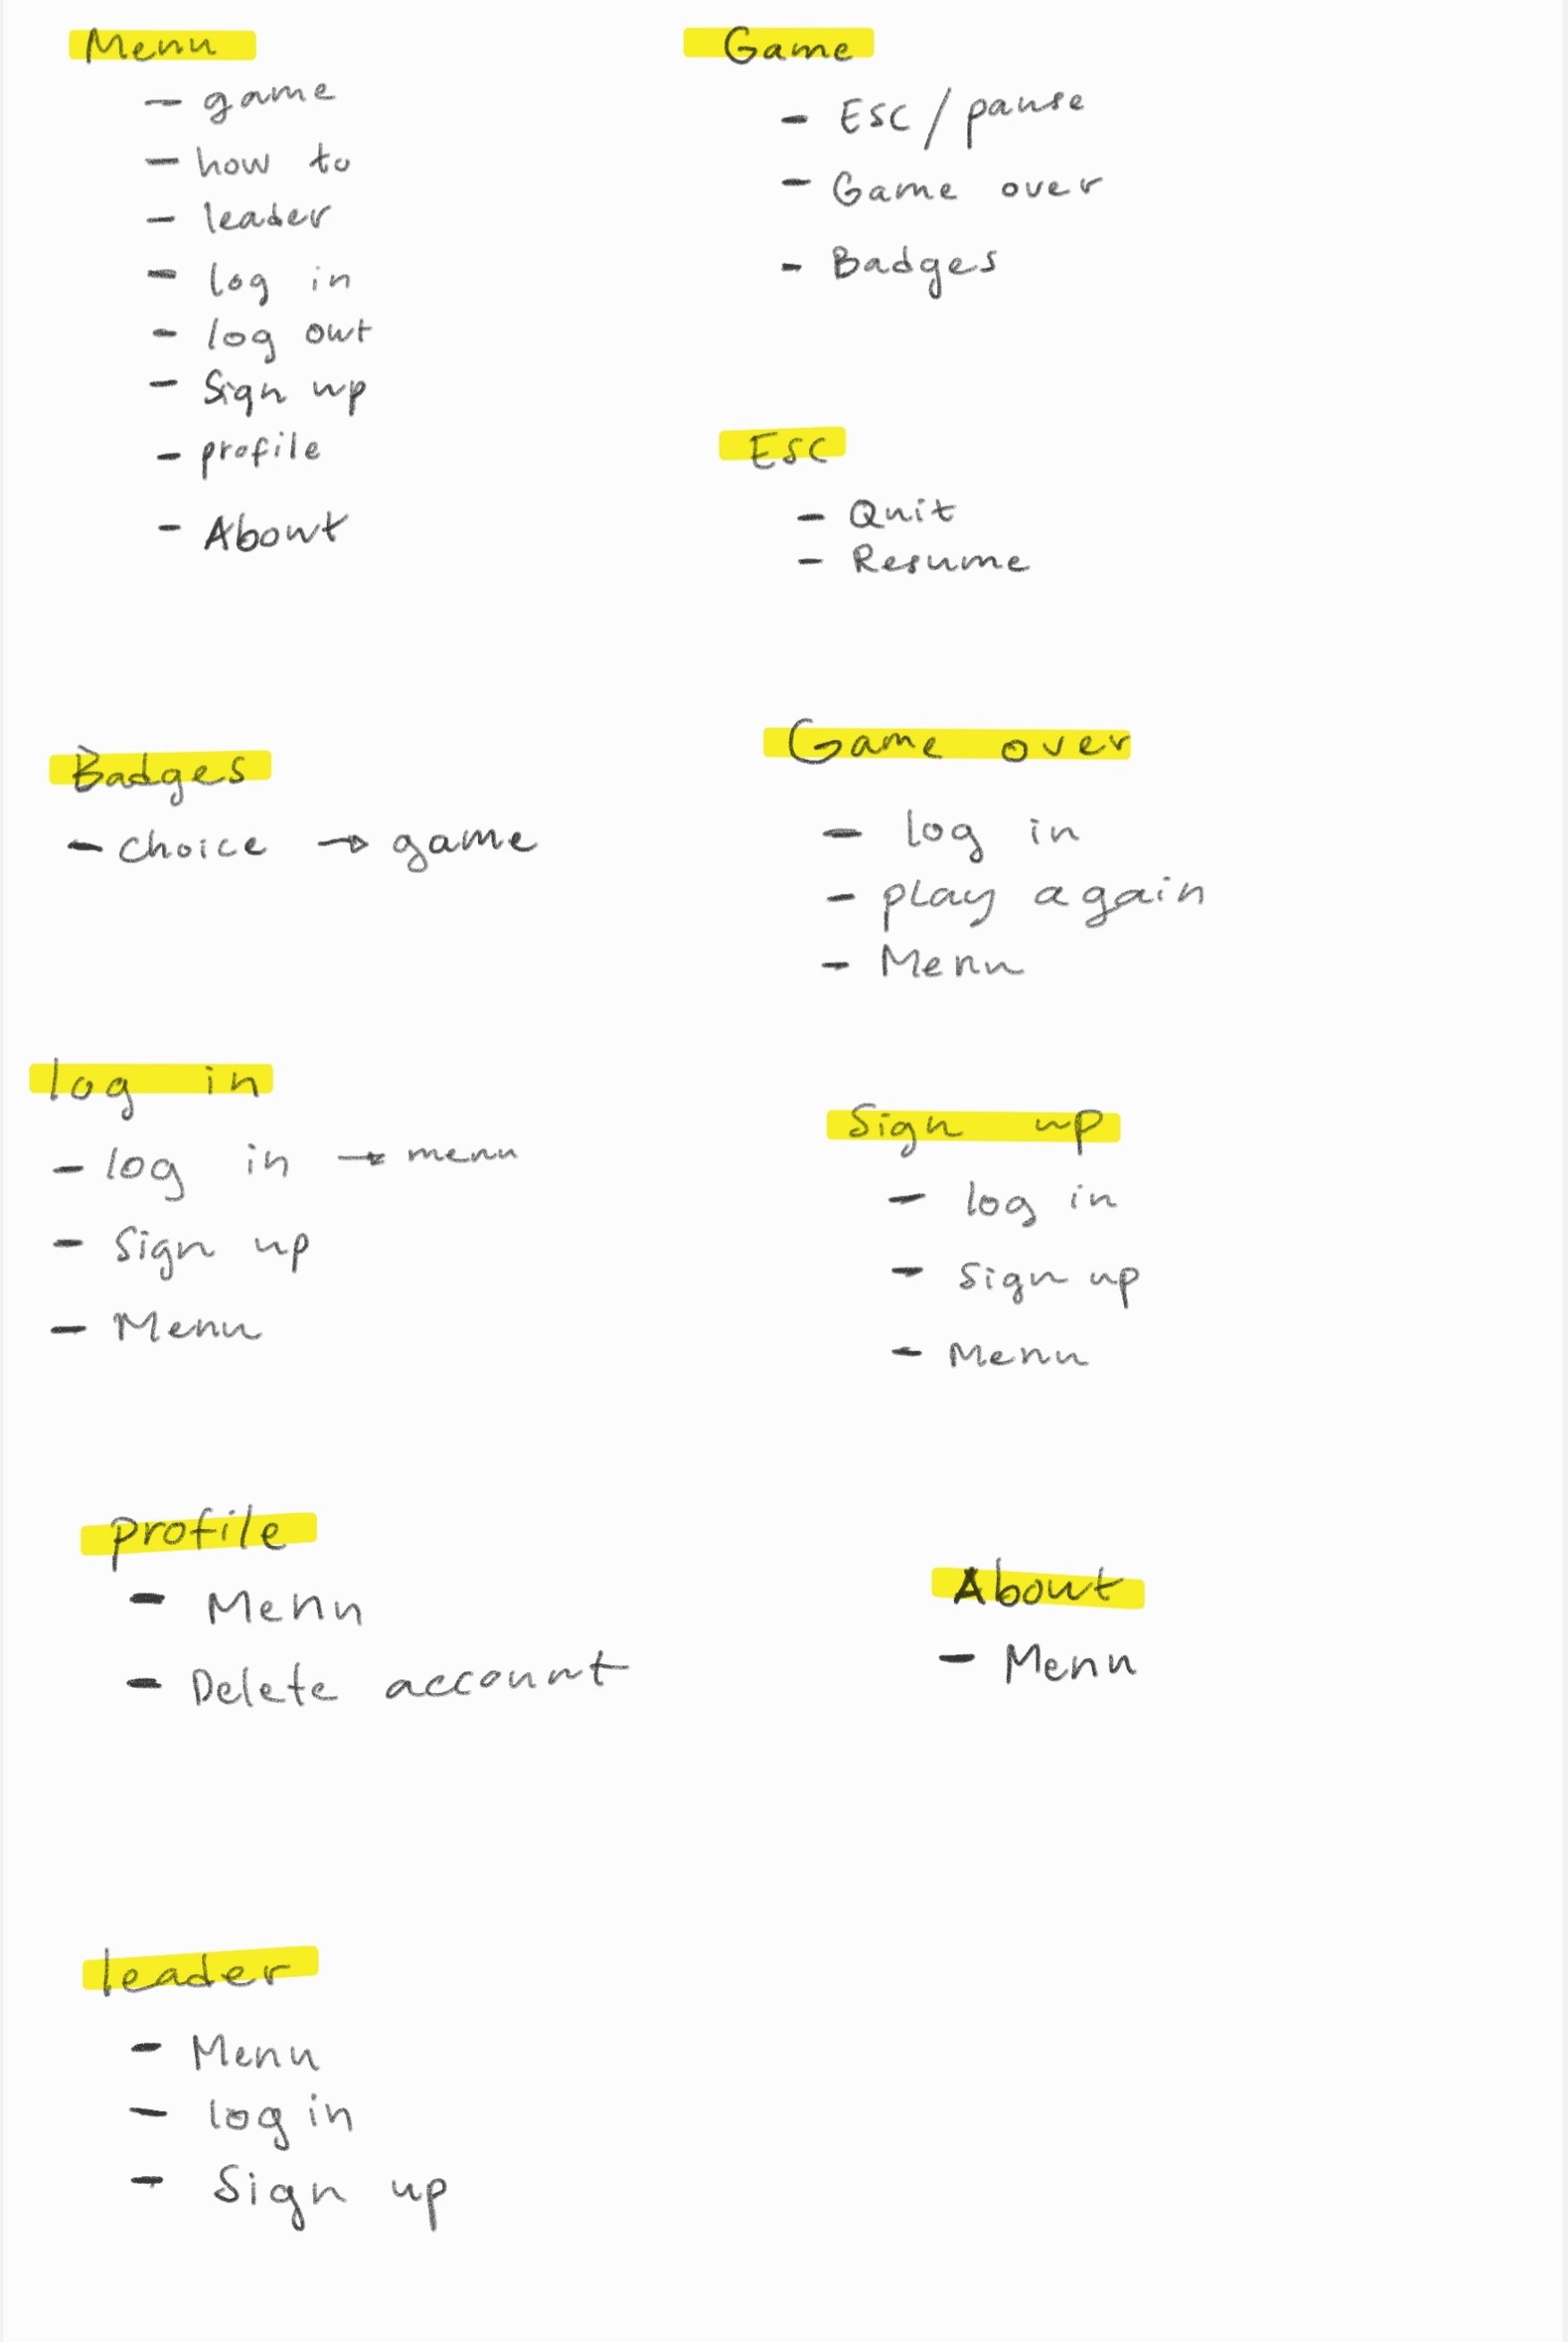 Menu
- game
- how to
- leader
- log in
- log out
- Sign up
- profile
- About
Game
- Esc / pause
- Game over
- Badges
Esc
- Quit
- Resume
Badges
- choice → game
Game over
- log in
- play again
- Menu
log in
- log in → menu
- Sign up
- Menu
Sign up
- log in
- Sign up
- Menu
profile
- Menu
- Delete account
About
- Menu
leader
- Menu
- log in
- Sign up